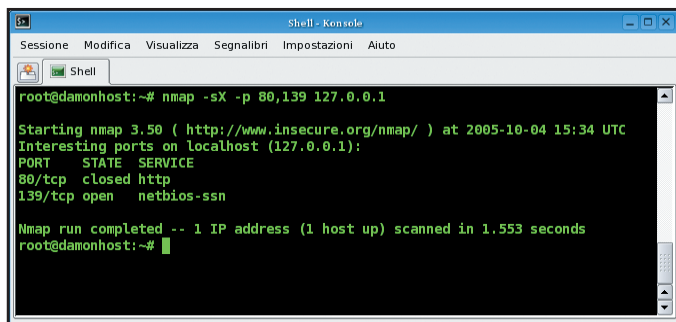 Shell - Konsole
Sessione Modifica Visualizza Segnalibri Impostazioni Aiuto
Shell
root@damonhost:~# nmap -sX -p 80,139 127.0.0.1
Starting nmap 3.50 ( http://www.insecure.org/nmap/ ) at 2005-10-04 15:34 UTC
Interesting ports on localhost (127.0.0.1):
PORT STATE SERVICE
80/tcp closed http
139/tcp open netbios-ssn
Nmap run completed -- 1 IP address (1 host up) scanned in 1.553 seconds
root@damonhost:~#